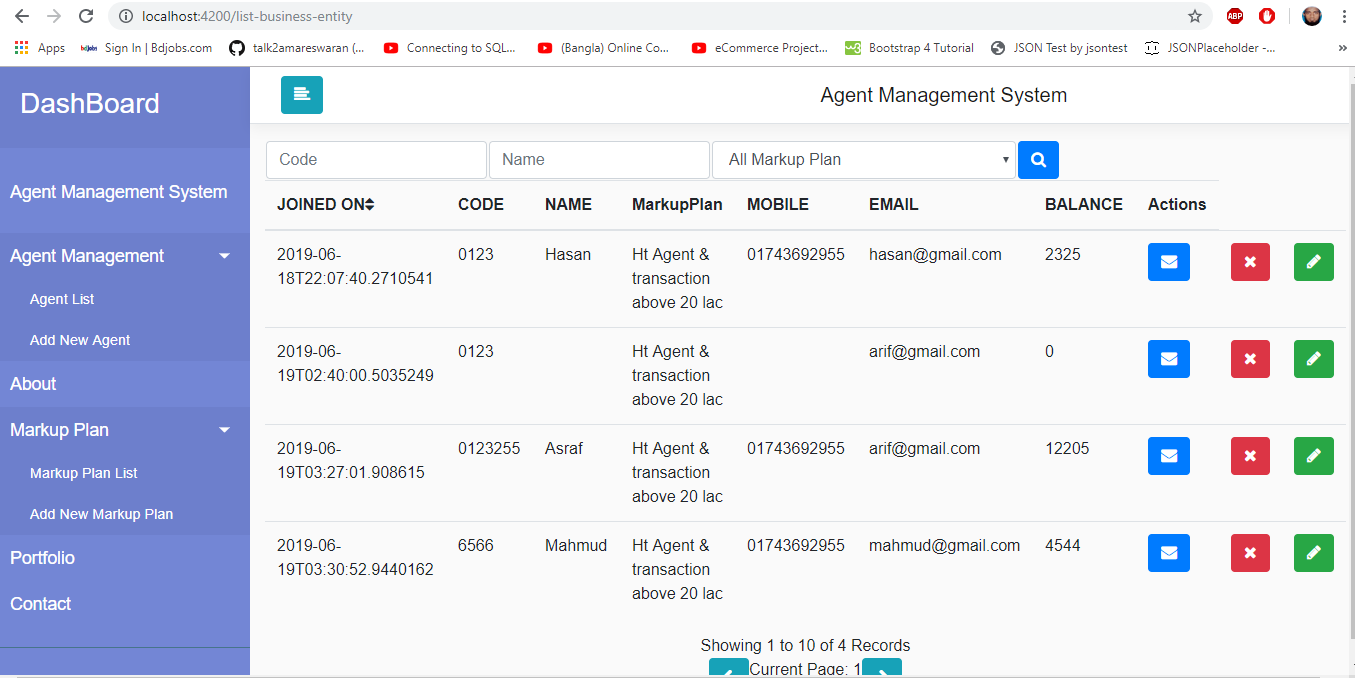 localhost:4200/list-business-entity
ABP
Apps bdjobs Sign In | Bdjobs.com talk2amareswaran (... Connecting to SQL... (Bangla) Online Co... eCommerce Project... w3 Bootstrap 4 Tutorial JSON Test by jsontest JSONPlaceholder -... »
DashBoard
Agent Management System
Agent Management System
Agent Management
Agent List
Add New Agent
About
Markup Plan
Markup Plan List
Add New Markup Plan
Portfolio
Contact
Code Name All Markup Plan
JOINED ON CODE NAME MarkupPlan MOBILE EMAIL BALANCE Actions
2019-06- 0123 Hasan Ht Agent & 01743692955 hasan@gmail.com 2325
18T22:07:40.2710541 transaction
above 20 lac
2019-06- 0123 Ht Agent & arif@gmail.com 0
19T02:40:00.5035249 transaction
above 20 lac
2019-06- 0123255 Asraf Ht Agent & 01743692955 arif@gmail.com 12205
19T03:27:01.908615 transaction
above 20 lac
2019-06- 6566 Mahmud Ht Agent & 01743692955 mahmud@gmail.com 4544
19T03:30:52.9440162 transaction
above 20 lac
Showing 1 to 10 of 4 Records
Current Page: 1